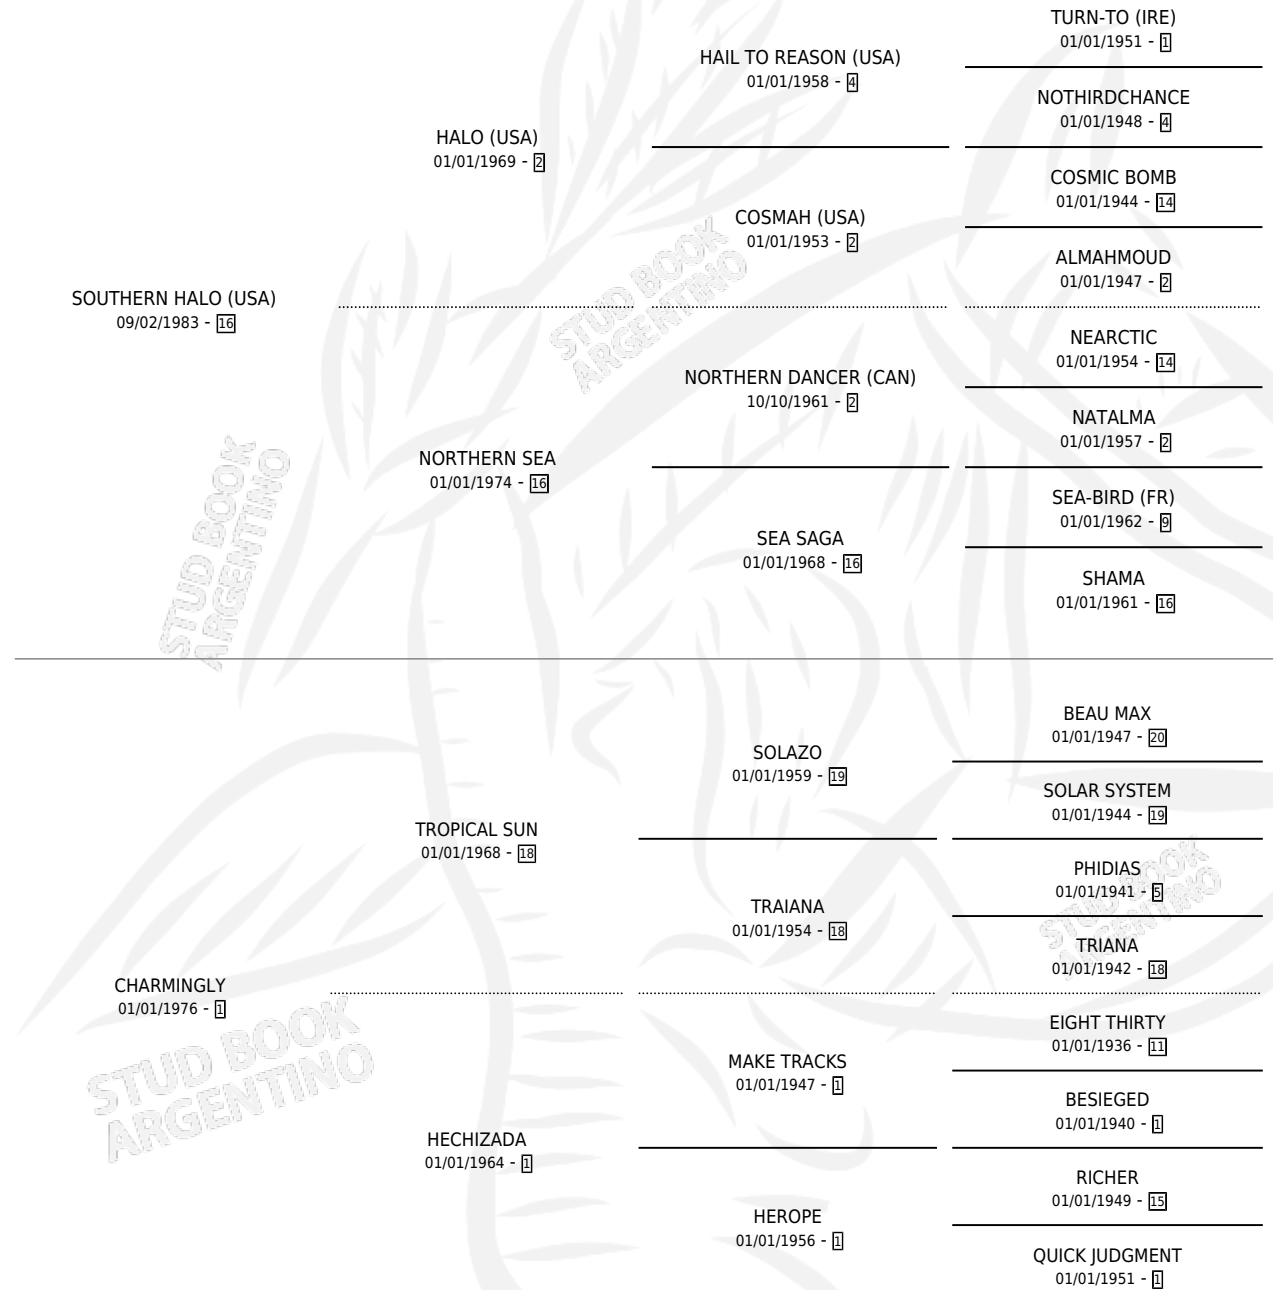 TURN-TO (IRE)
01/01/1951 - 1
HAIL TO REASON (USA)
01/01/1958 - 4
NOTHIRDCHANCE
01/01/1948 - 4
HALO (USA)
01/01/1969 - 2
COSMIC BOMB
01/01/1944 - 14
COSMAH (USA)
01/01/1953 - 2
ALMAHMOUD
01/01/1947 - 2
SOUTHERN HALO (USA)
09/02/1983 - 16
NEARCTIC
01/01/1954 - 14
NORTHERN DANCER (CAN)
10/10/1961 - 2
NATALMA
01/01/1957 - 2
NORTHERN SEA
01/01/1974 - 16
SEA-BIRD (FR)
01/01/1962 - 9
SEA SAGA
01/01/1968 - 16
SHAMA
01/01/1961 - 16
BEAU MAX
01/01/1947 - 20
SOLAZO
01/01/1959 - 19
SOLAR SYSTEM
01/01/1944 - 19
TROPICAL SUN
01/01/1968 - 18
PHIDIAS
01/01/1941 - 5
TRAIANA
01/01/1954 - 18
TRIANA
01/01/1942 - 18
CHARMINGLY
01/01/1976 - 1
EIGHT THIRTY
01/01/1936 - 11
MAKE TRACKS
01/01/1947 - 1
BESIEGED
01/01/1940 - 1
HECHIZADA
01/01/1964 - 1
RICHER
01/01/1949 - 15
HEROPE
01/01/1956 - 1
QUICK JUDGMENT
01/01/1951 - 1
STUD BOOK
ARGENTINO
STUD BOOK
ARGENTINO
STUD BOOK
ARGENTINO
STUD BOOK
ARGENTINO